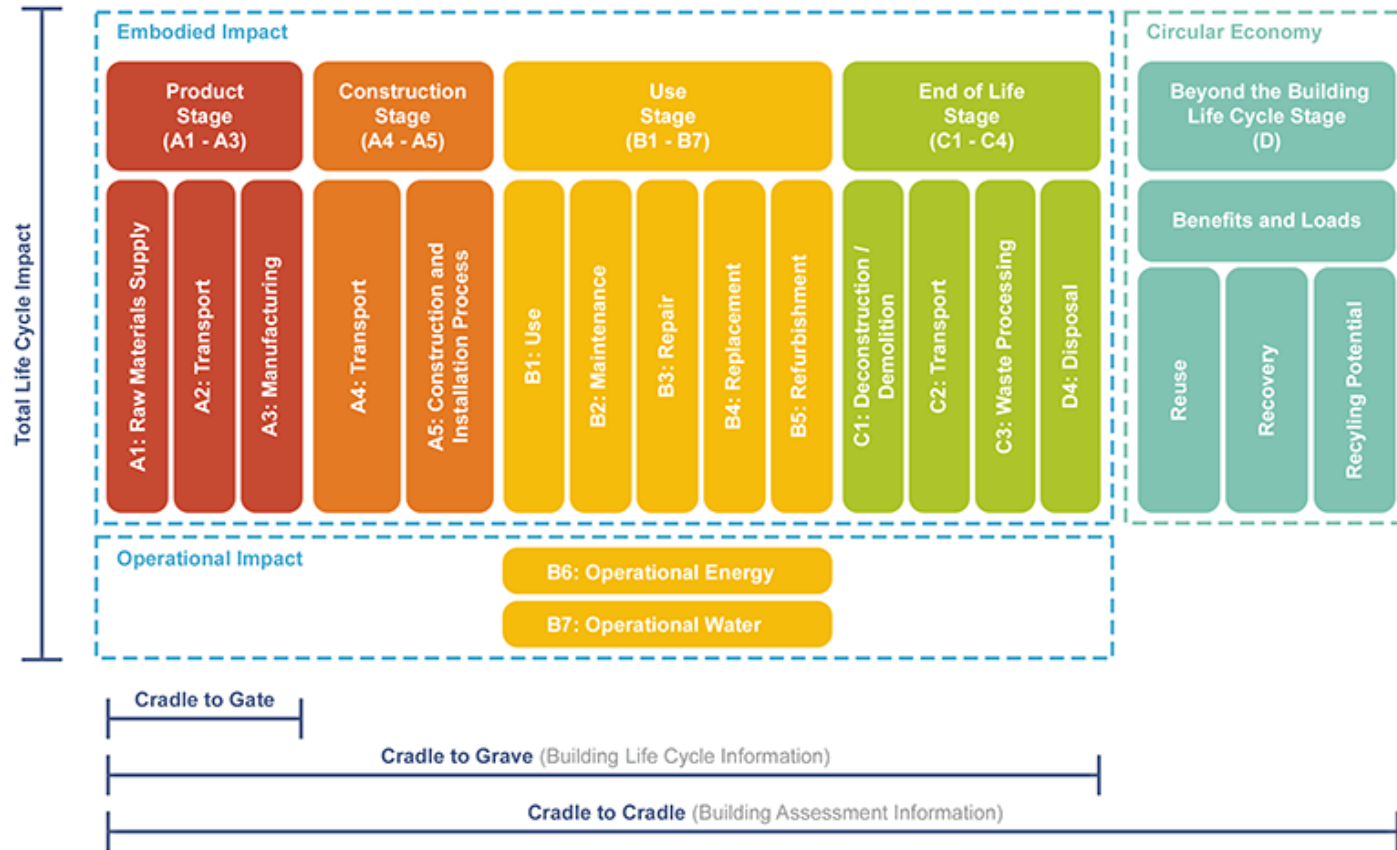 Total Life Cycle Impact
Embodied Impact
Circular Economy
Product
Stage
(A1 - A3)
Construction
Stage
(A4 - A5)
Use
Stage
(B1 - B7)
End of Life
Stage
(C1 - C4)
Beyond the Building
Life Cycle Stage
(D)
A1: Raw Materials Supply
A2: Transport
A3: Manufacturing
A4: Transport
A5: Construction and
Installation Process
B1: Use
B2: Maintenance
B3: Repair
B4: Replacement
B5: Refurbishment
C1: Deconstruction /
Demolition
C2: Transport
C3: Waste Processing
D4: Disposal
Benefits and Loads
Reuse
Recovery
Recyling Potential
Operational Impact
B6: Operational Energy
B7: Operational Water
Cradle to Gate
Cradle to Grave (Building Life Cycle Information)
Cradle to Cradle (Building Assessment Information)